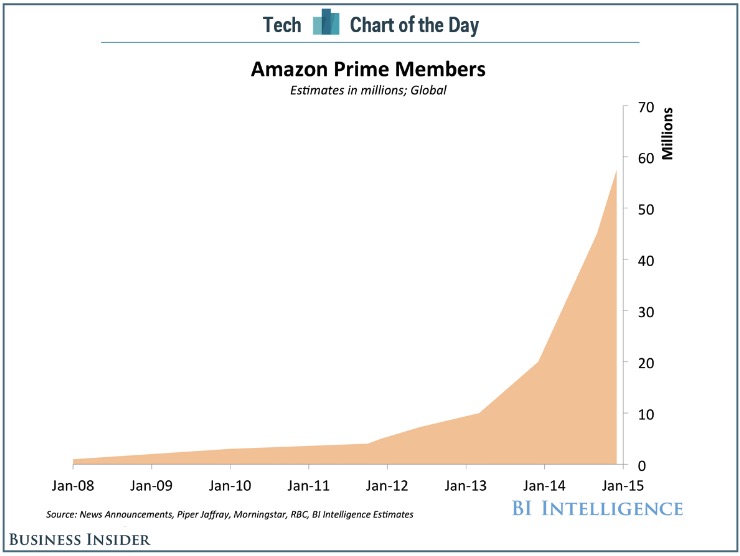 Tech Chart of the Day
Amazon Prime Members
Estimates in millions; Global
70
60
50
40
30
20
10
0
Millions
Jan-08 Jan-09 Jan-10 Jan-11 Jan-12 Jan-13 Jan-14 Jan-15
Source: News Announcements, Piper Jaffray, Morningstar, RBC, BI Intelligence Estimates
BI INTELLIGENCE
BUSINESS INSIDER